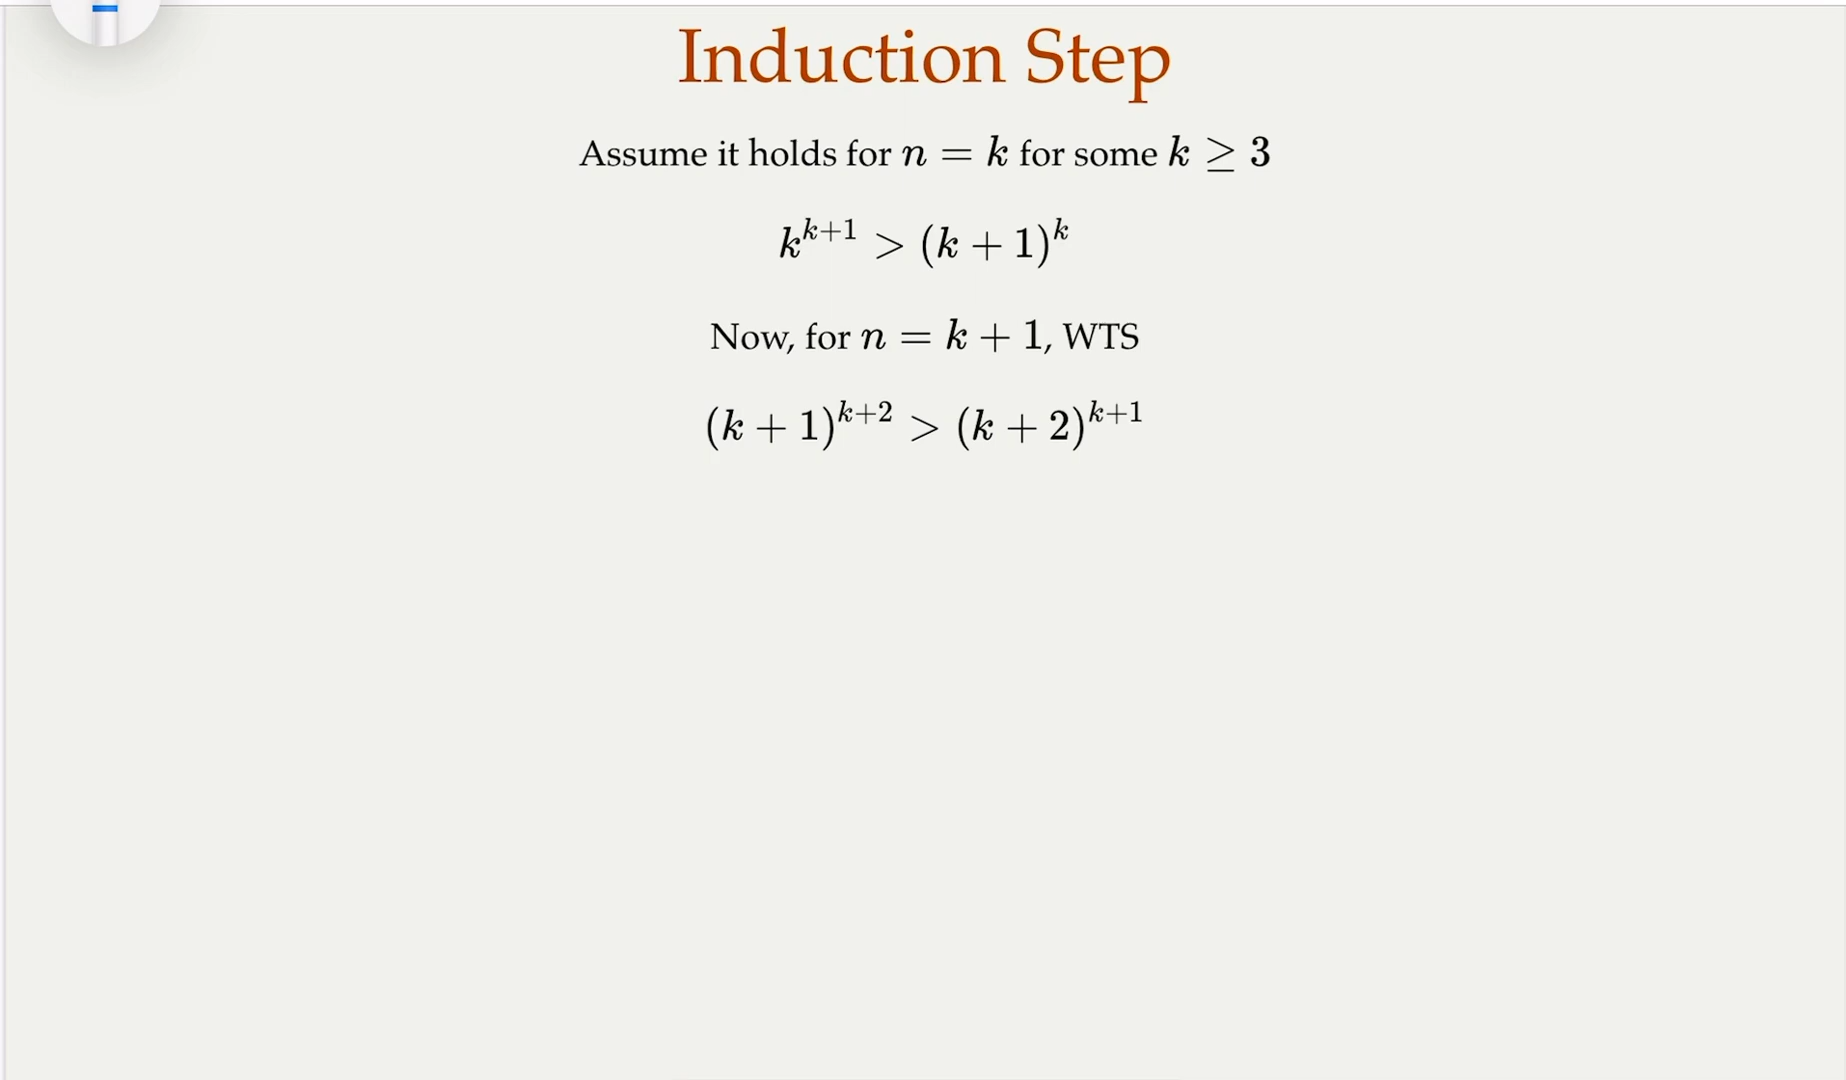 Induction Step
Assume it holds for n = k for some k ≥ 3
k^{k+1} > (k + 1)^k
Now, for n = k + 1, WTS
(k + 1)^{k+2} > (k + 2)^{k+1}